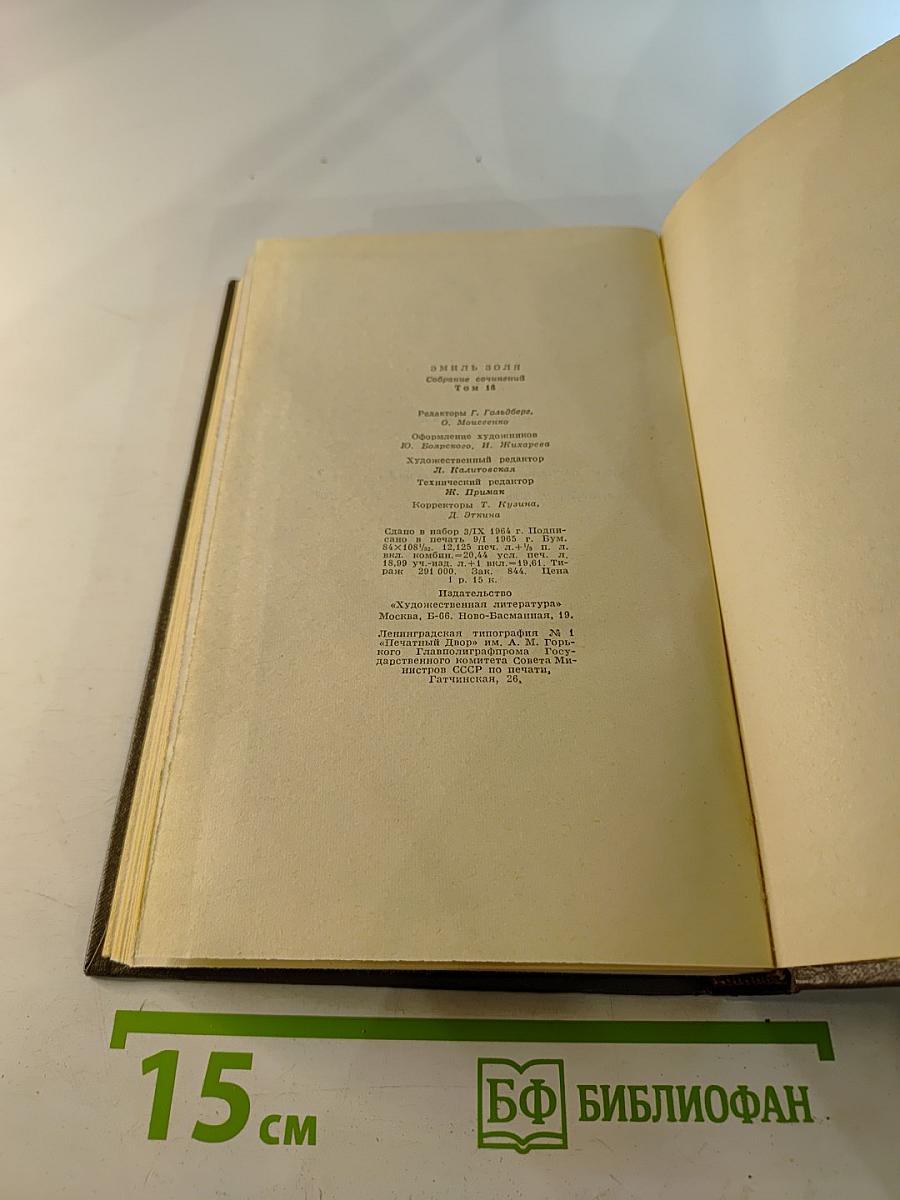 ЭМИЛЬ ЗОЛЯ
Собрание сочинений
Том 18
Редакторы Г. Гольдберг,
О. Моисеенко
Оформление художников
Ю. Боярского, И. Жихарева
Художественный редактор
Л. Калитовская
Технический редактор
Ж. Примак
Корректоры Т. Кузина,
Д. Эткина
Сдано в набор 3/IX 1964 г. Подпи-
сано в печать 9/I 1965 г. Бум.
84×108¹/₃₂. 12,125 печ. л.+¹/₈ п. л.
вкл. комбин.=20,44 усл. печ. л.
18,99 уч.-изд. л.+1 вкл.=19,61. Ти-
раж 291 000. Зак. 844. Цена
1 р. 15 к.
Издательство
«Художественная литература»
Москва, Б-66. Ново-Басманная, 19.
Ленинградская типография № 1
«Печатный Двор» им. А. М. Горь-
кого Главполиграфпрома Госу-
дарственного комитета Совета Ми-
нистров СССР по печати,
Гатчинская, 26.
15 см
БФ БИБЛИОФАН